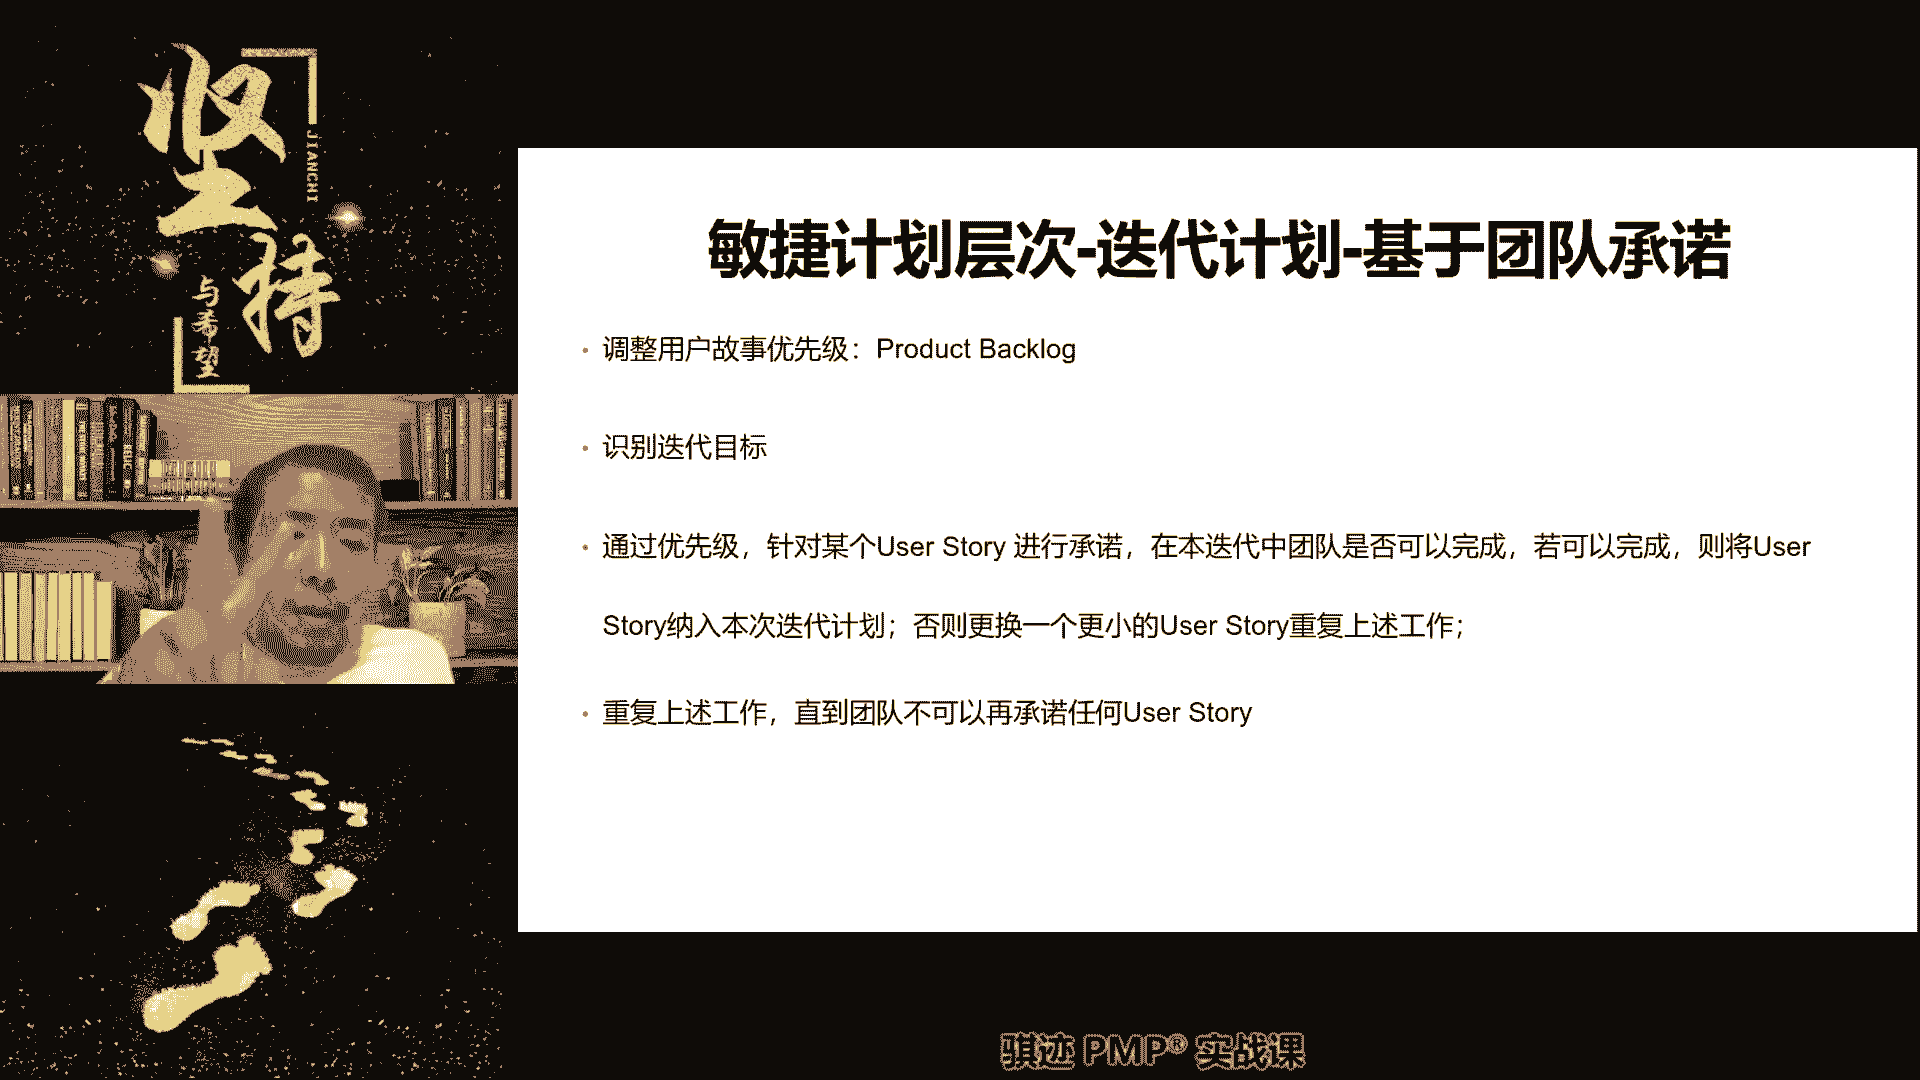 坚持
JIANCHI
与希望
敏捷计划层次-迭代计划-基于团队承诺
• 调整用户故事优先级：Product Backlog
• 识别迭代目标
• 通过优先级，针对某个User Story 进行承诺，在本迭代中团队是否可以完成，若可以完成，则将User
Story纳入本次迭代计划；否则更换一个更小的User Story重复上述工作；
• 重复上述工作，直到团队不可以再承诺任何User Story
骐迹 PMP® 实战课